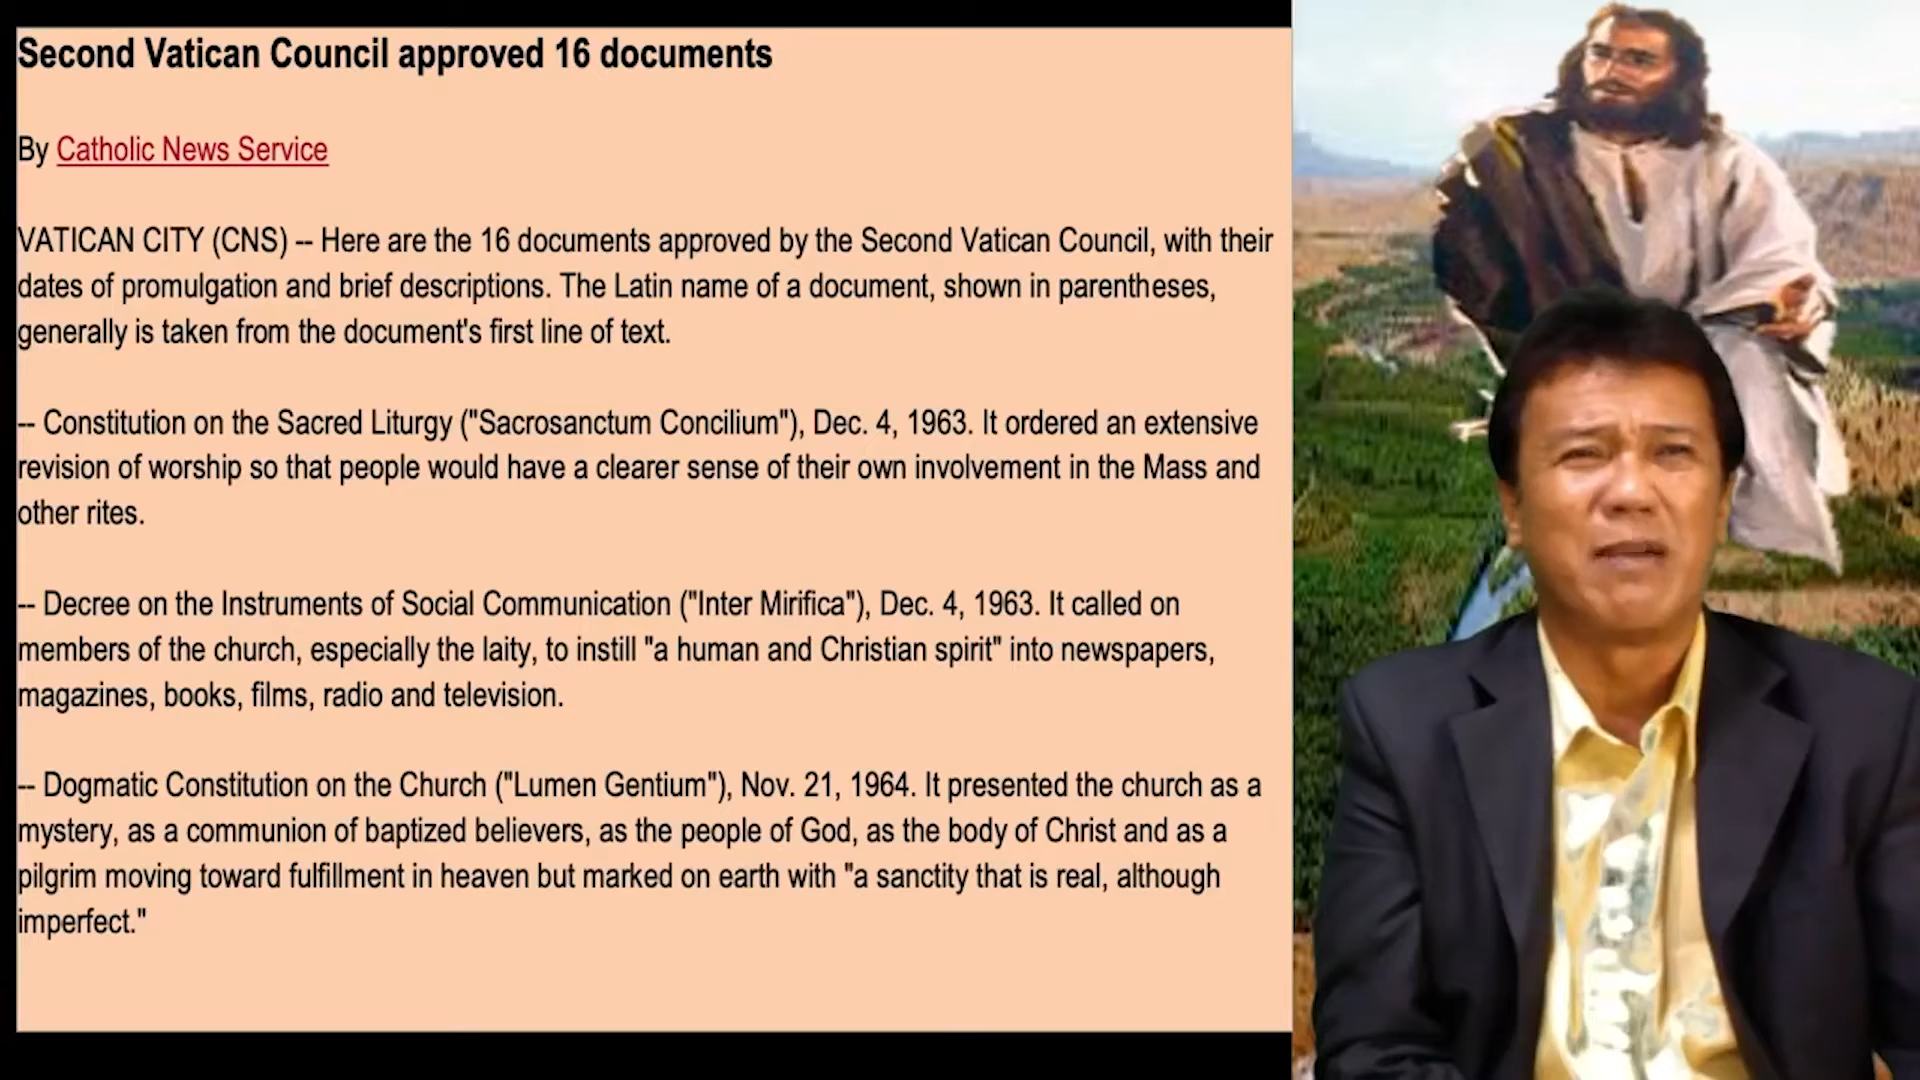 Second Vatican Council approved 16 documents
By Catholic News Service
VATICAN CITY (CNS) -- Here are the 16 documents approved by the Second Vatican Council, with their
dates of promulgation and brief descriptions. The Latin name of a document, shown in parentheses,
generally is taken from the document's first line of text.
-- Constitution on the Sacred Liturgy ("Sacrosanctum Concilium"), Dec. 4, 1963. It ordered an extensive
revision of worship so that people would have a clearer sense of their own involvement in the Mass and
other rites.
-- Decree on the Instruments of Social Communication ("Inter Mirifica"), Dec. 4, 1963. It called on
members of the church, especially the laity, to instill "a human and Christian spirit" into newspapers,
magazines, books, films, radio and television.
-- Dogmatic Constitution on the Church ("Lumen Gentium"), Nov. 21, 1964. It presented the church as a
mystery, as a communion of baptized believers, as the people of God, as the body of Christ and as a
pilgrim moving toward fulfillment in heaven but marked on earth with "a sanctity that is real, although
imperfect."